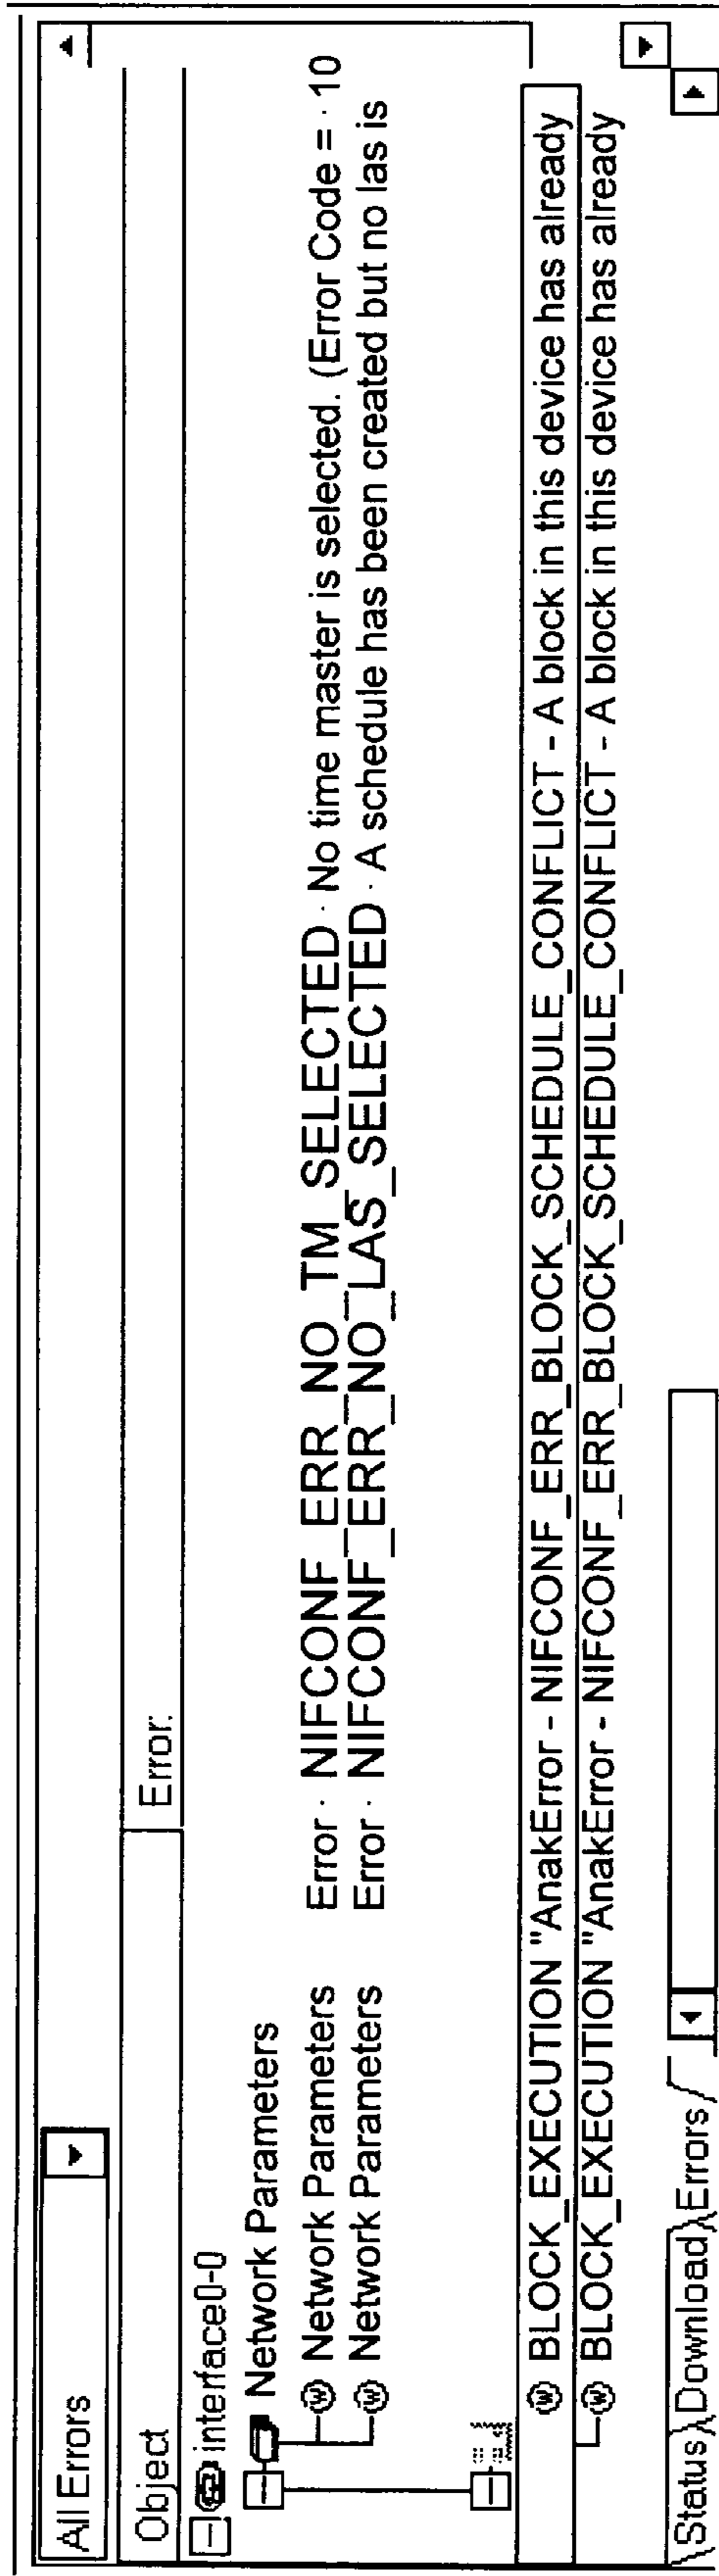 All Errors
Object Error:
interface0-0
Network Parameters
Network Parameters Error · NIFCONF_ERR_NO_TM_SELECTED · No time master is selected. (Error Code = · 10
Network Parameters Error · NIFCONF_ERR_NO_LAS_SELECTED · A schedule has been created but no las is
BLOCK_EXECUTION "AnakError - NIFCONF_ERR_BLOCK_SCHEDULE_CONFLICT - A block in this device has already
BLOCK_EXECUTION "AnakError - NIFCONF_ERR_BLOCK_SCHEDULE_CONFLICT - A block in this device has already
Status Download Errors